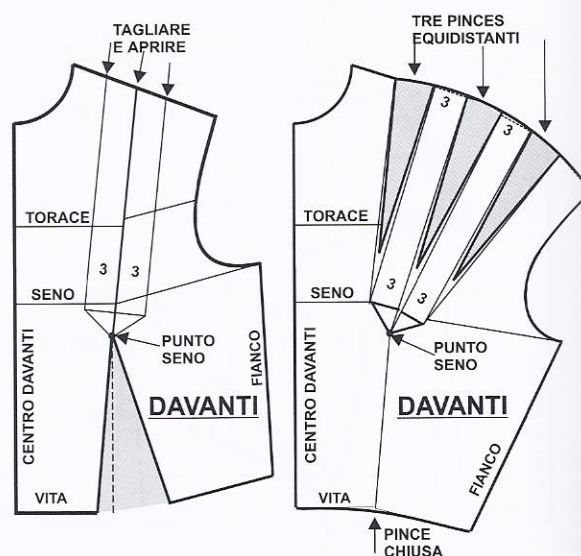 TAGLIARE
E APRIRE
TORACE
3 3
SENO
PUNTO
SENO
CENTRO DAVANTI
FIANCO
DAVANTI
VITA
TRE PINCES
EQUIDISTANTI
3 3
TORACE
3 3
SENO
PUNTO
SENO
CENTRO DAVANTI
DAVANTI
FIANCO
VITA
PINCE
CHIUSA